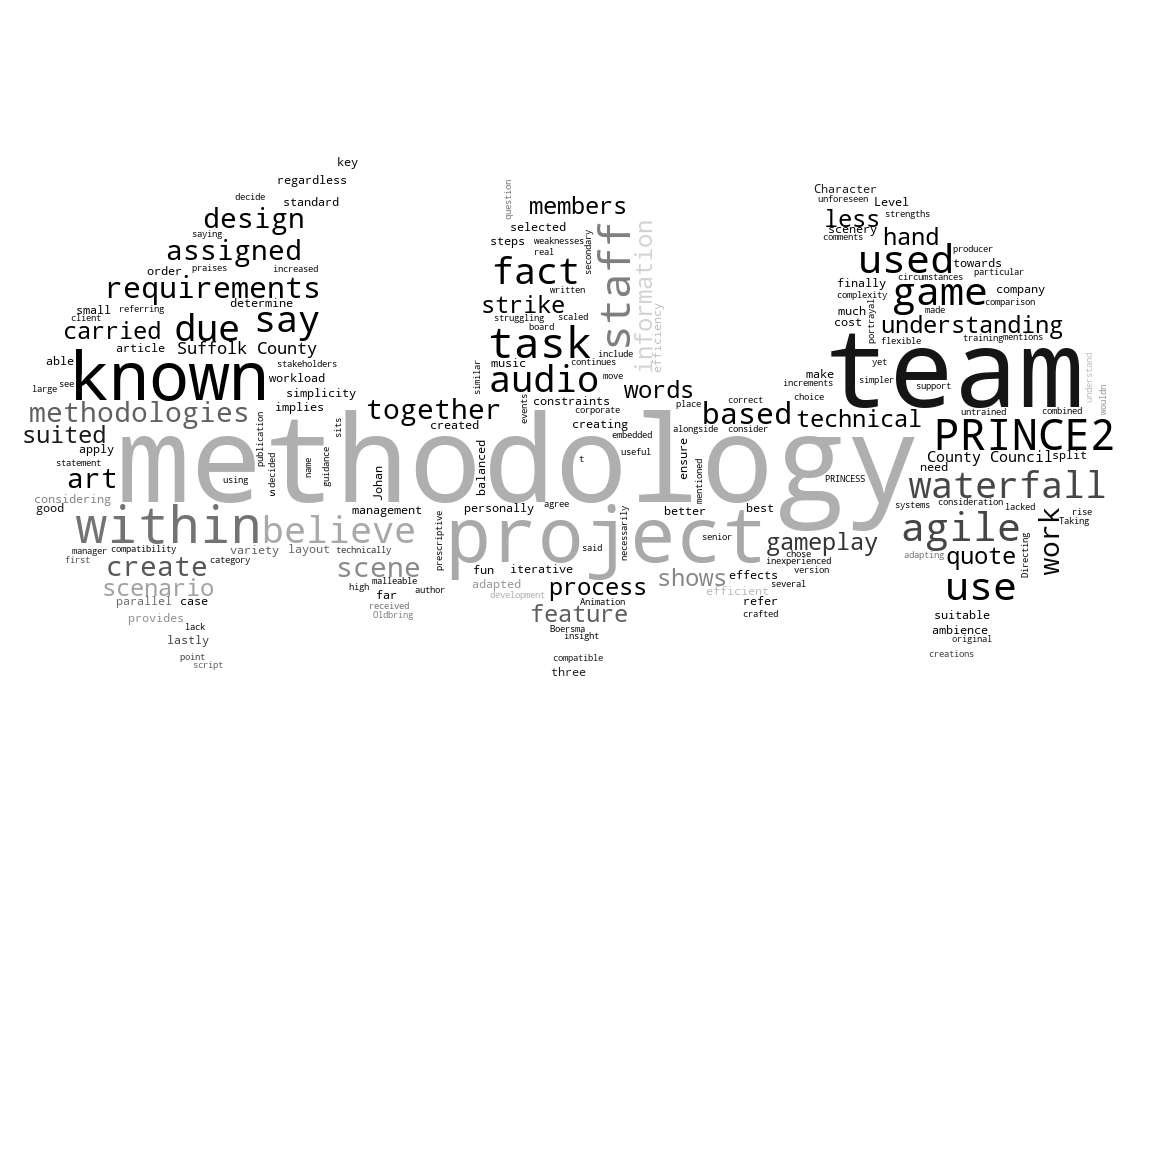 key
regardless
decide
standard
design
saying
assigned
order praises increased
requirements
determine
small referring
client
carried due say
article Suffolk County
able stakeholders
known
workload
large see
simplicity
methodologies implies
suited
apply
statement
art
considering
good
publication
decided
s
using
name
guidance
sits
question
members
selected
steps weaknesses
real
secondary
fact
written
strike
struggling scaled
board
task
include
music continues
staff
information
efficiency
similar
audio move
words
constraints
together
created
events
corporate
creating
place
correct
based
embedded
alongside consider
useful
t
ensure
mentioned
balanced
Johan
methodology
Character
unforeseen Level
less strengths
scenery
comments
hand
producer
used towards
circumstances particular
finally
complexity game company
comparison
much made
cost
portrayal
understanding
flexible training mentions
team
yet
make
increments simpler support
choice
understand
wouldn
technical
untrained combined
PRINCE2
County Council split
need
PRINCESS
waterfall
systems consideration lacked
rise
Taking
agile
work
Directing
adapting
quote
use
suitable
ambience
original
creations
management
personally agree better best
within believe project
prescriptive
said
necessarily
senior
gameplay
chose
inexperienced
version
manager compatibility variety layout technically
first category
create scene
fun iterative
shows effects
several
scenario
high malleable
far author
adapted
development
process
efficient
parallel case
received
Oldbring
Animation
refer
crafted
provides
feature
lack
Boersma
insight
lastly
point
script
compatible
three